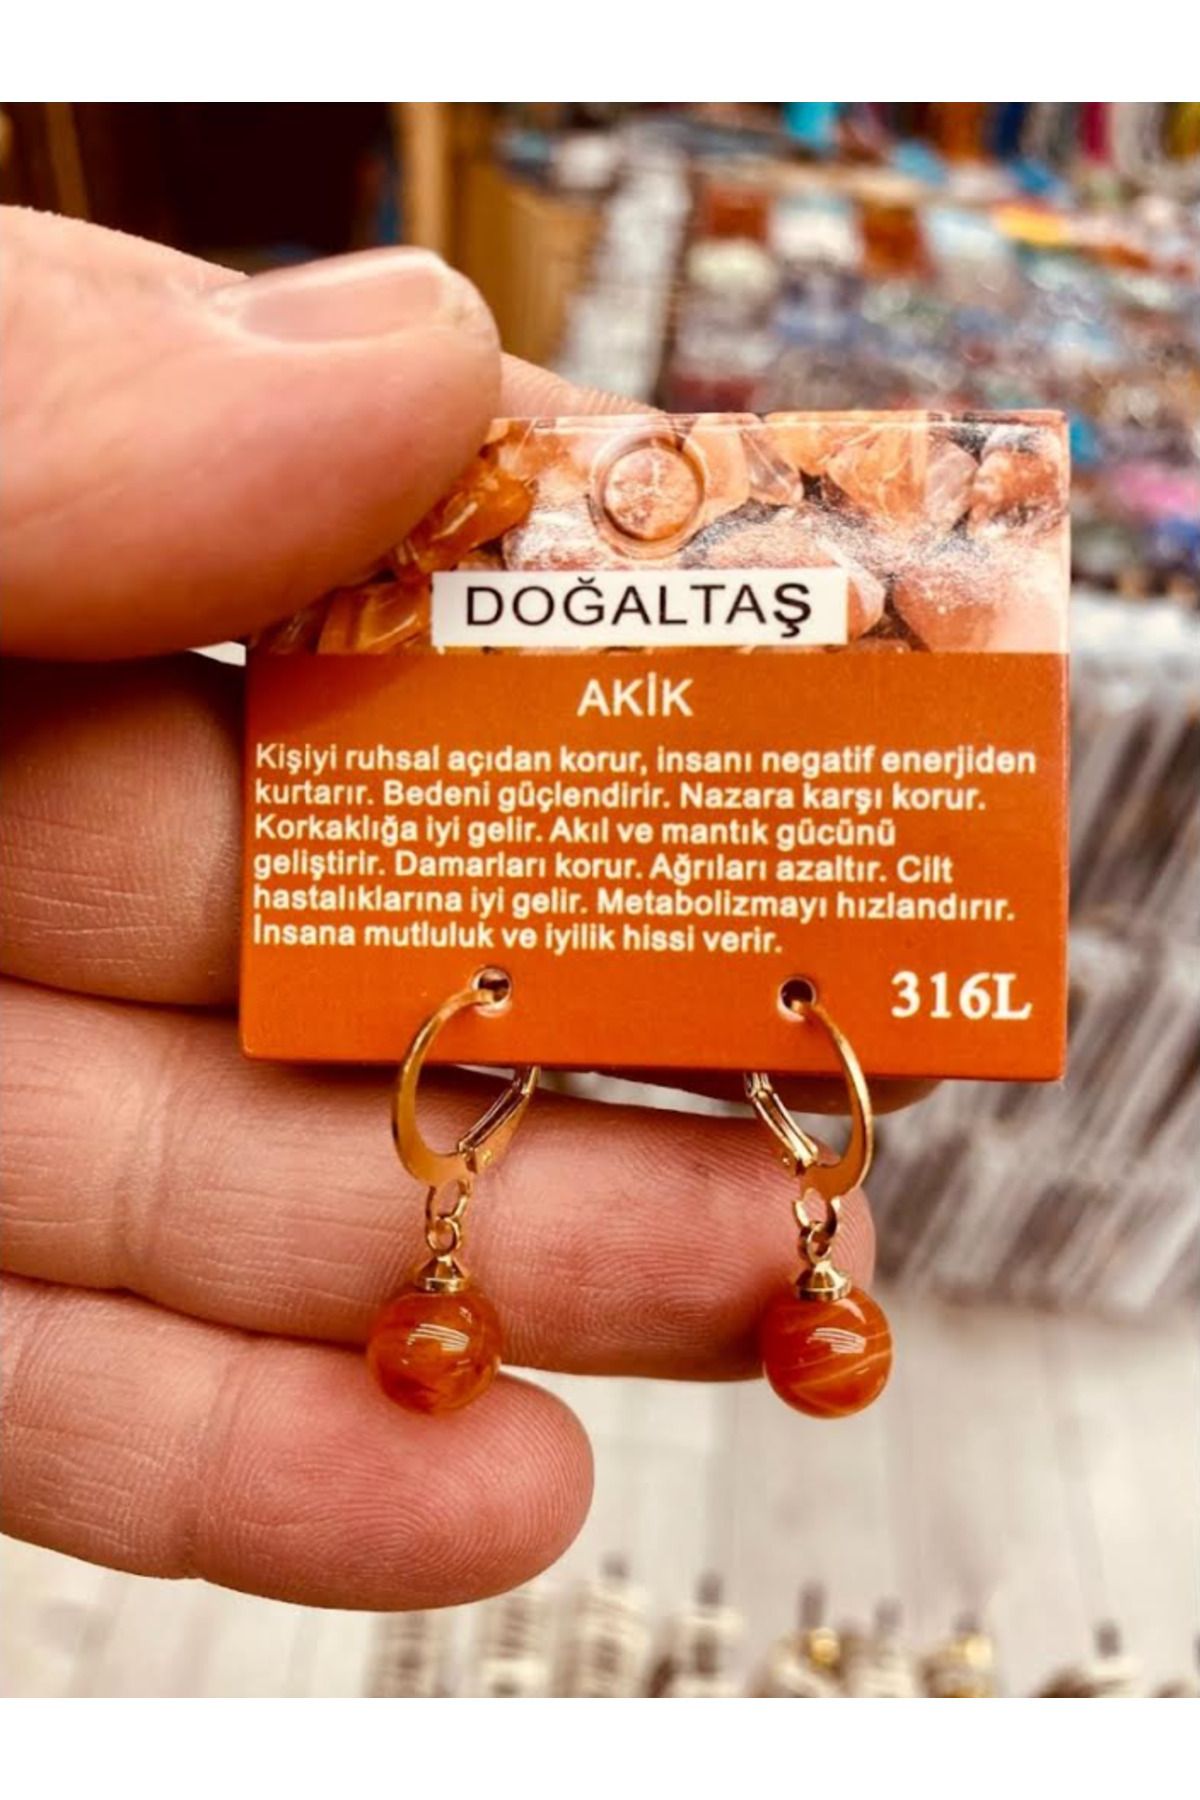 DOĞALTAŞ
AKİK
Kişiyi ruhsal açıdan korur, insanı negatif enerjiden
kurtarır. Bedeni güçlendirir. Nazara karşı korur.
Korkaklığa iyi gelir. Akıl ve mantık gücünü
geliştirir. Damarları korur. Ağrıları azaltır. Cilt
hastalıklarına iyi gelir. Metabolizmayı hızlandırır.
İnsana mutluluk ve iyilik hissi verir.
316L